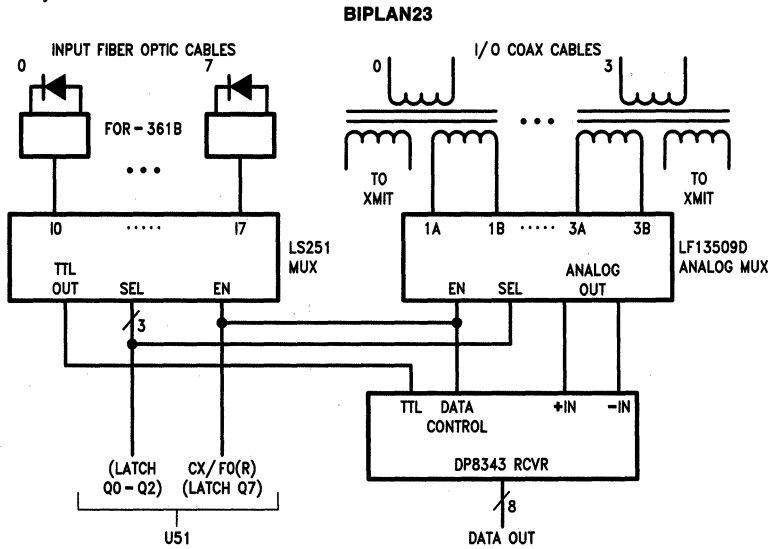 BIPLAN23
INPUT FIBER OPTIC CABLES
I/O COAX CABLES
0
7
0
3
FOR-361B
TO
XMIT
TO
XMIT
I0
I7
1A
1B
3A
3B
LS251
MUX
LF13509D
ANALOG MUX
TTL
OUT
SEL
EN
EN
SEL
ANALOG
OUT
3
TTL
DATA
CONTROL
+IN
-IN
DP8343 RCVR
(LATCH
Q0-Q2)
CX/FO(R)
(LATCH Q7)
8
U51
DATA OUT